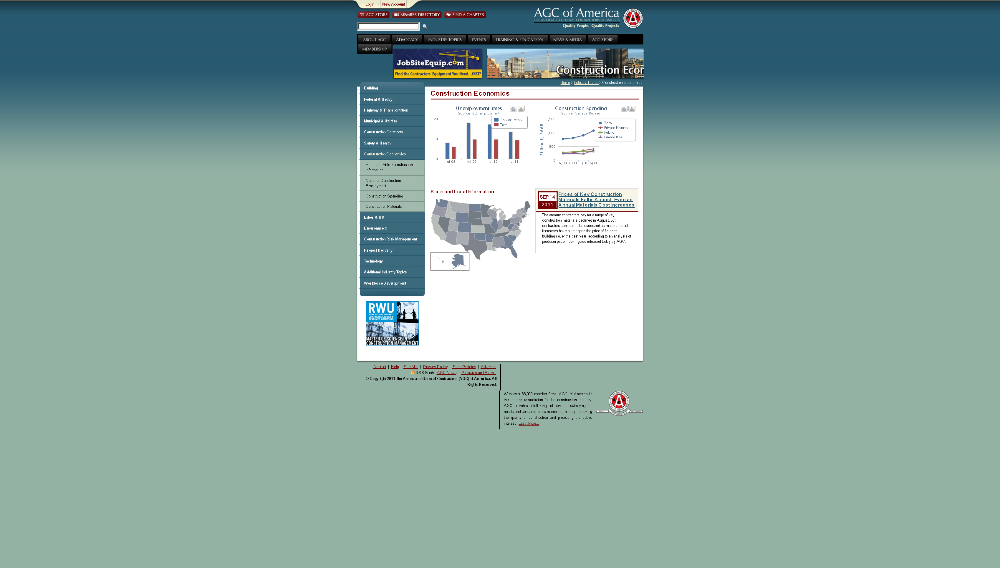 Login | New Account
AGC STORE MEMBER DIRECTORY FIND A CHAPTER
AGC of America
THE ASSOCIATED GENERAL CONTRACTORS OF AMERICA
Quality People. Quality Projects
ABOUT AGC ADVOCACY INDUSTRY TOPICS EVENTS TRAINING & EDUCATION NEWS & MEDIA AGC STORE
MEMBERSHIP
JobSiteEquip.com
Find the Contractors' Equipment You Need...FAST!
Construction Econ
Home > Industry Topics > Construction Economics
Building
Federal & Heavy
Highway & Transportation
Municipal & Utilities
Construction Contracts
Safety & Health
Construction Economics
State and Metro Construction
Information
National Construction
Employment
Construction Spending
Construction Materials
Labor & HR
Environment
Construction Risk Management
Project Delivery
Technology
Additional Industry Topics
Workforce Development
RWU
ROGER WILLIAMS UNIVERSITY
CONTINUING STUDIES &
GRADUATE ADMISSION
MASTER OF SCIENCE IN
CONSTRUCTION MANAGEMENT
Construction Economics
Unemployment rates
Source: BLS employment
Construction
Total
20
10
0
Jul 08 Jul 09 Jul 10 Jul 11
Construction Spending
Source: Census Bureau
Billion $, SAAR
1,500
1,000
500
0
6/08 6/09 6/10 6/11
Total
Private Nonres
Public
Private Res
State and Local Information
SEP 14
2011
Prices of Key Construction
Materials Fall in August, Even as
Annual Materials Cost Increases
The amount contractors pay for a range of key
construction materials declined in August, but
contractors continue to be squeezed as materials cost
increases have outstripped the price of finished
buildings over the past year, according to an analysis of
producer price index figures released today by AGC.
Contact | Help | Site Map | Privacy Policy | Store Policies | Advertise
RSS Feeds: AGC News | Programs and Events
© Copyright 2011 The Associated General Contractors (AGC) of America. All
Rights Reserved.
With over 33,000 member firms, AGC of America is
the leading association for the construction industry.
AGC provides a full range of services satisfying the
needs and concerns of its members, thereby improving
the quality of construction and protecting the public
interest. Learn More...
AGC
SKILL RESPONSIBILITY INTEGRITY